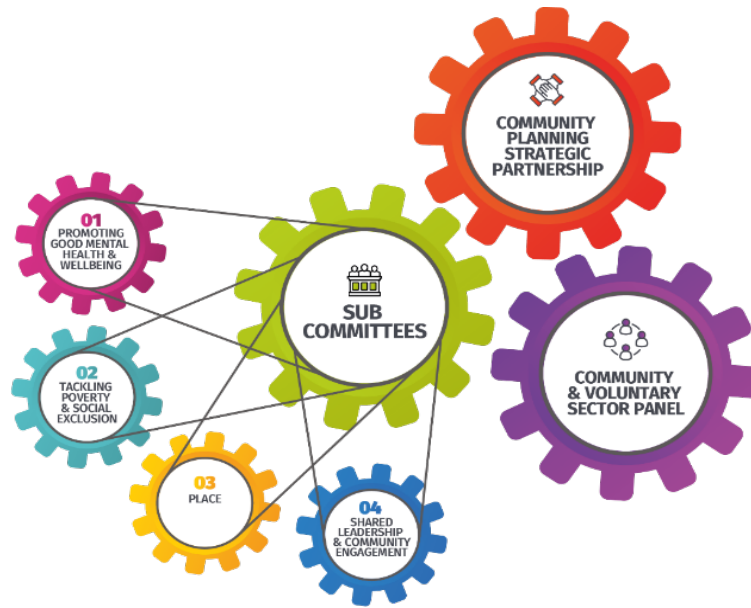 COMMUNITY
PLANNING
STRATEGIC
PARTNERSHIP
01
PROMOTING
GOOD MENTAL
HEALTH &
WELLBEING
SUB
COMMITTEES
02
TACKLING
POVERTY
& SOCIAL
EXCLUSION
COMMUNITY
& VOLUNTARY
SECTOR PANEL
03
PLACE
04
SHARED
LEADERSHIP
& COMMUNITY
ENGAGEMENT